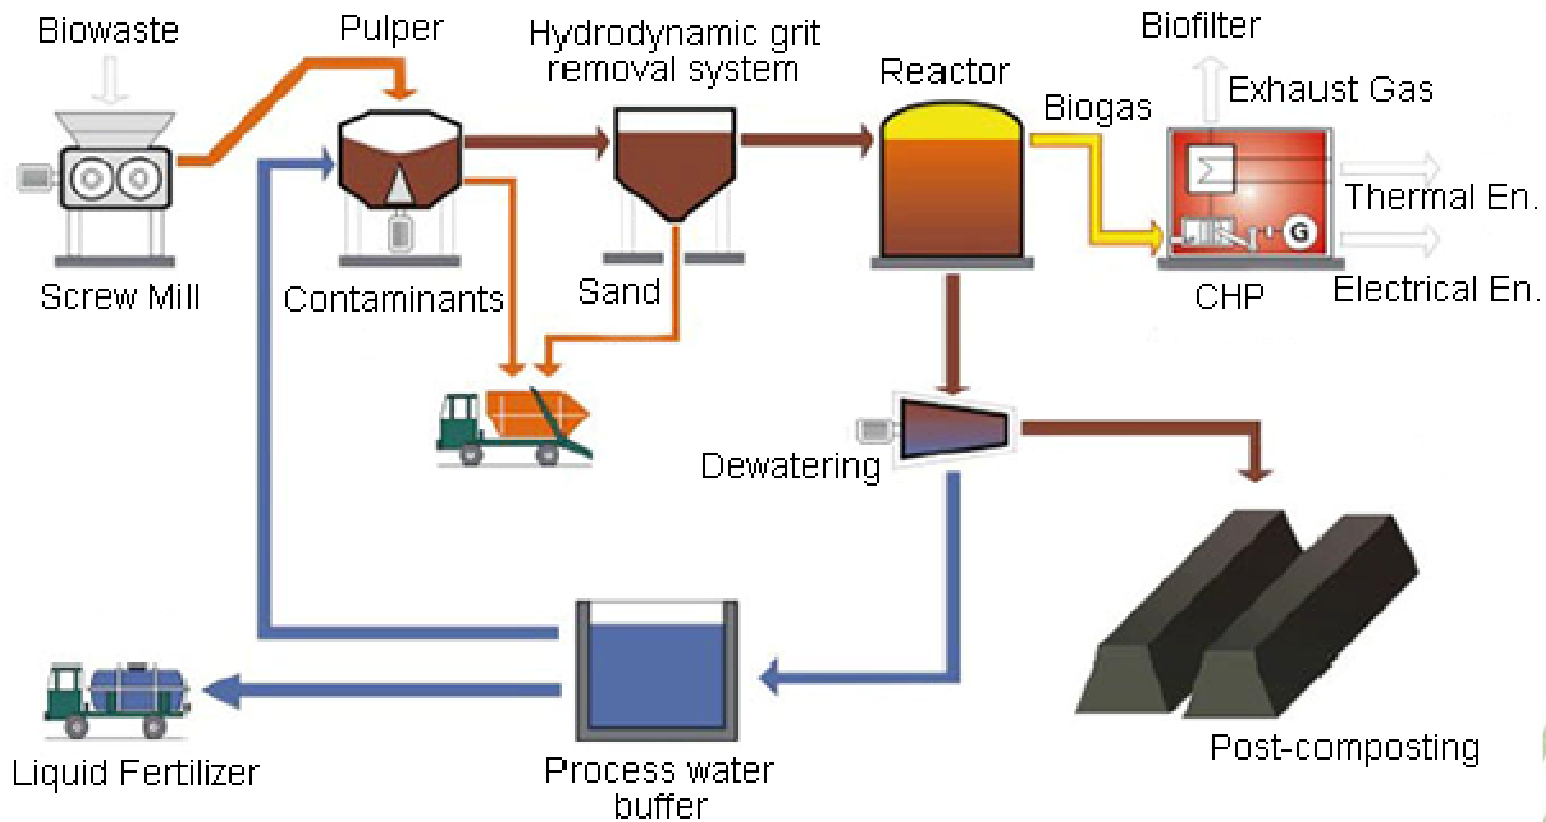 Biowaste
Pulper
Hydrodynamic grit
removal system
Reactor
Biogas
Biofilter
Exhaust Gas
Thermal En.
Electrical En.
G
CHP
Screw Mill
Contaminants
Sand
Dewatering
Post-composting
Liquid Fertilizer
Process water
buffer